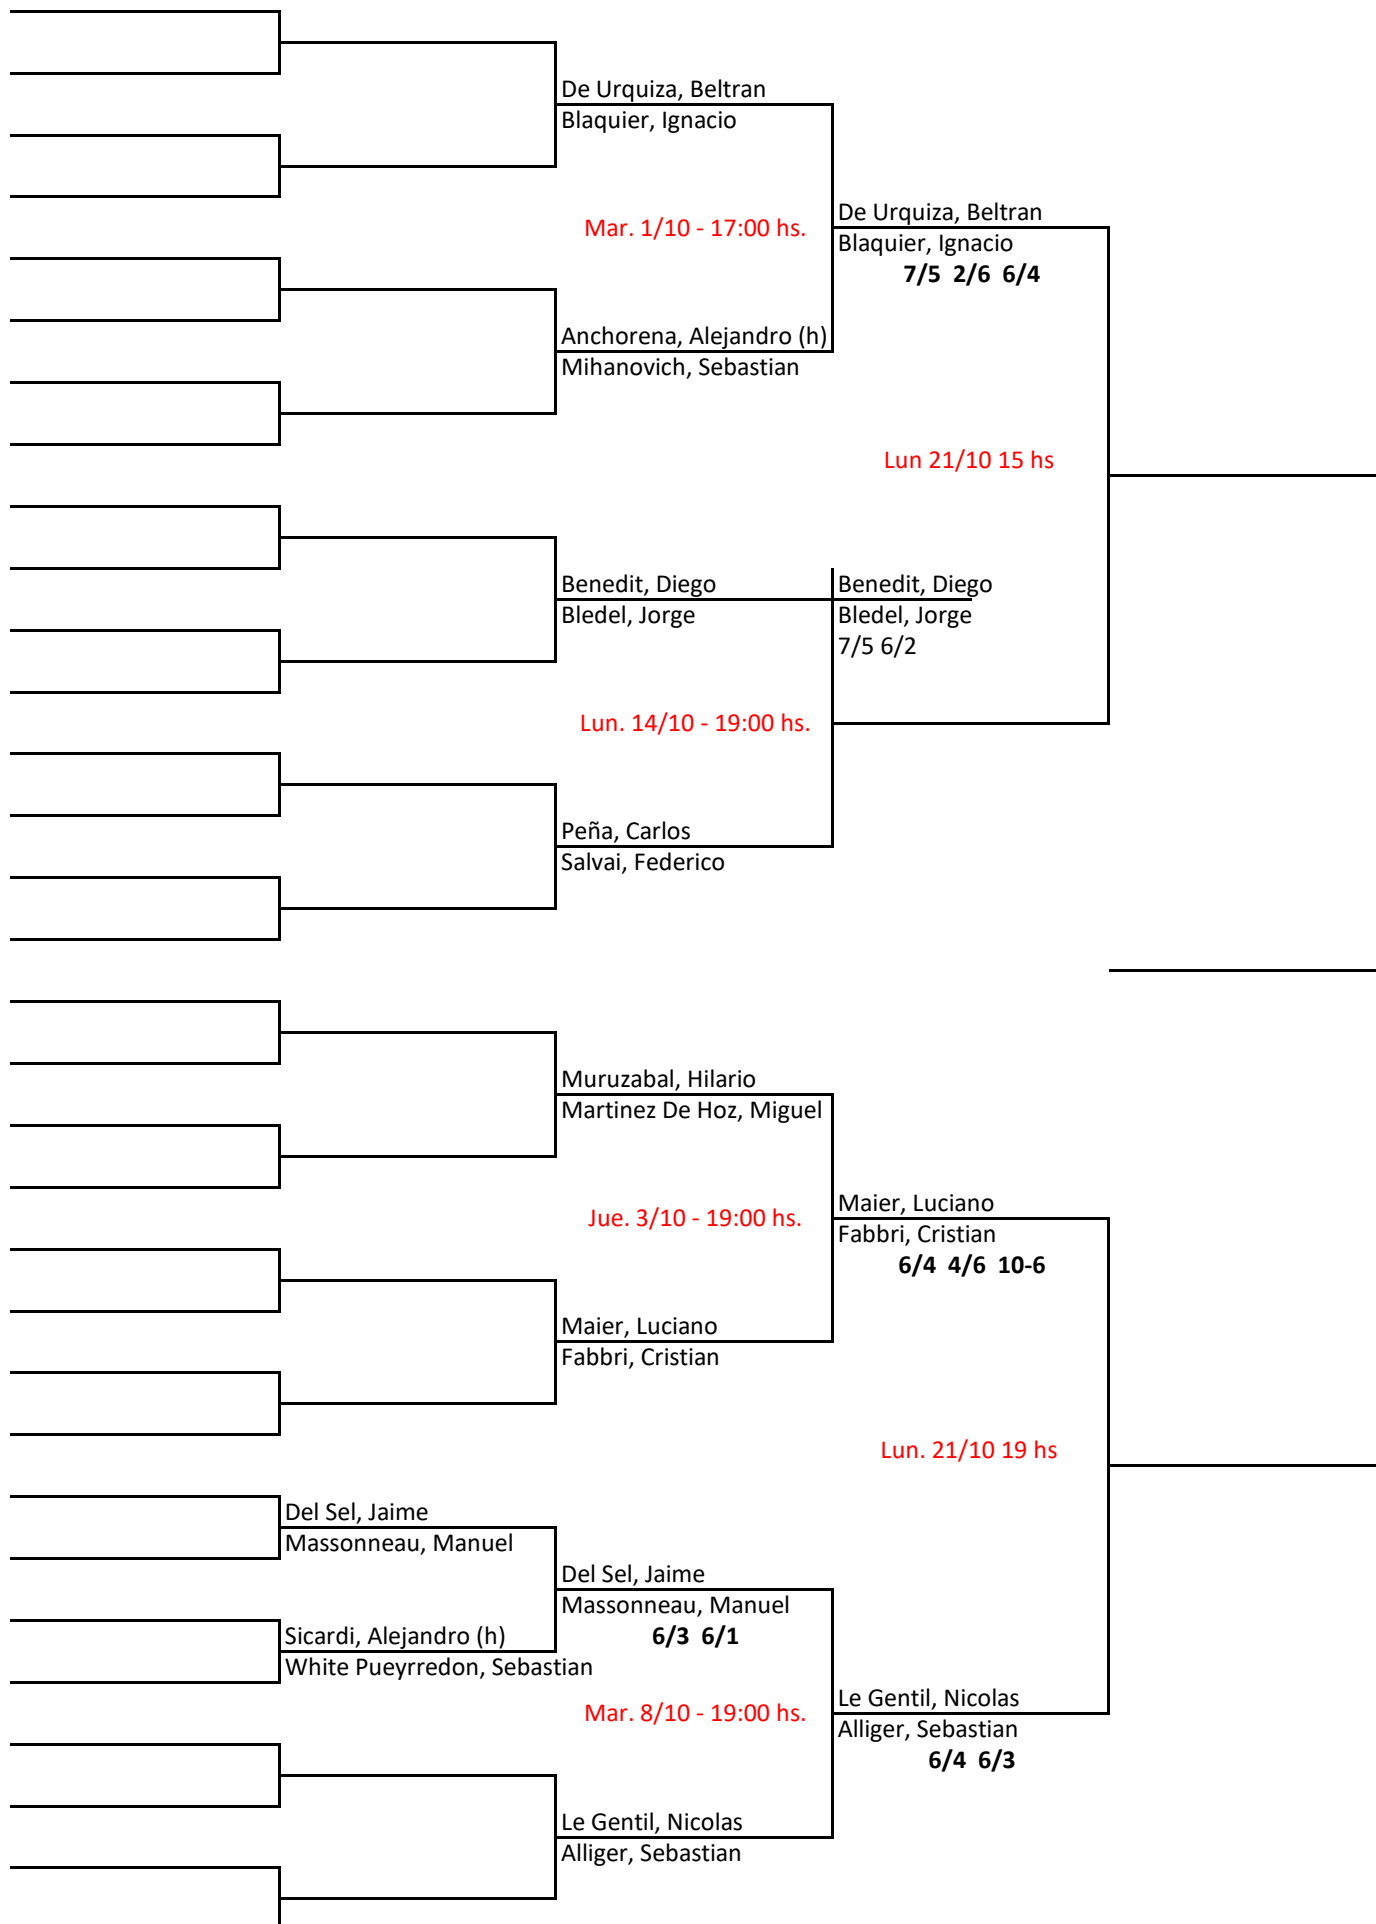 De Urquiza, Beltran
Blaquier, Ignacio
De Urquiza, Beltran
Mar. 1/10 - 17:00 hs.
Blaquier, Ignacio
7/5 2/6 6/4
Anchorena, Alejandro (h)
Mihanovich, Sebastian
Lun 21/10 15 hs
Benedit, Diego
Benedit, Diego
Bledel, Jorge
Bledel, Jorge
7/5 6/2
Lun. 14/10 - 19:00 hs.
Peña, Carlos
Salvai, Federico
Muruzabal, Hilario
Martinez De Hoz, Miguel
Maier, Luciano
Jue. 3/10 - 19:00 hs.
Fabbri, Cristian
6/4 4/6 10-6
Maier, Luciano
Fabbri, Cristian
Lun. 21/10 19 hs
Del Sel, Jaime
Massonneau, Manuel
Del Sel, Jaime
Massonneau, Manuel
6/3 6/1
Sicardi, Alejandro (h)
White Pueyrredon, Sebastian
Le Gentil, Nicolas
Mar. 8/10 - 19:00 hs.
Alliger, Sebastian
6/4 6/3
Le Gentil, Nicolas
Alliger, Sebastian